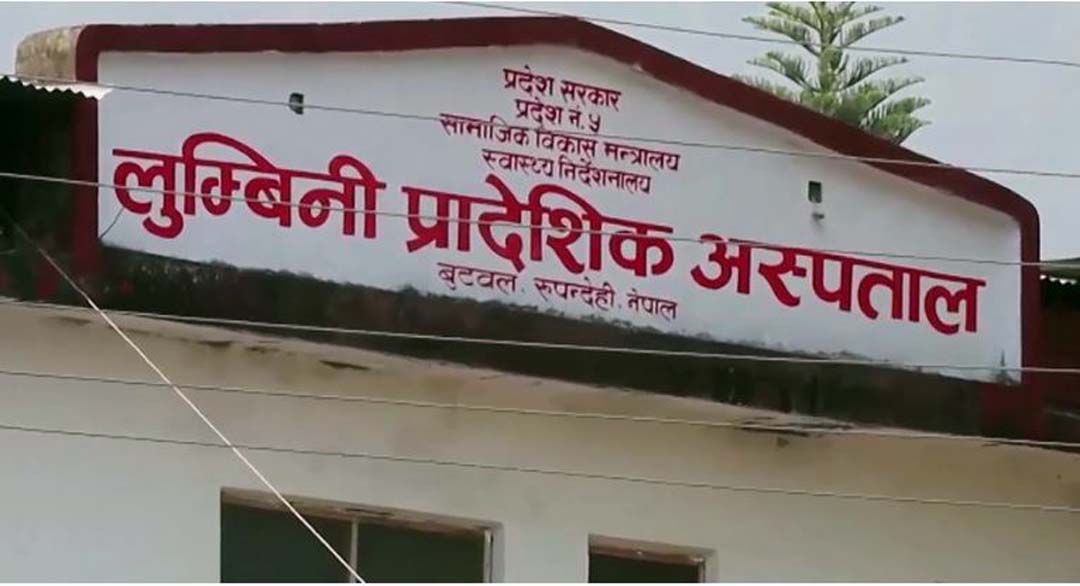 प्रदेश सरकार
प्रदेश नं. ५
सामाजिक विकास मन्त्रालय
स्वास्थ्य निर्देशनालय
लुम्बिनी प्रादेशिक अस्पताल
बुटवल, रुपन्देही, नेपाल